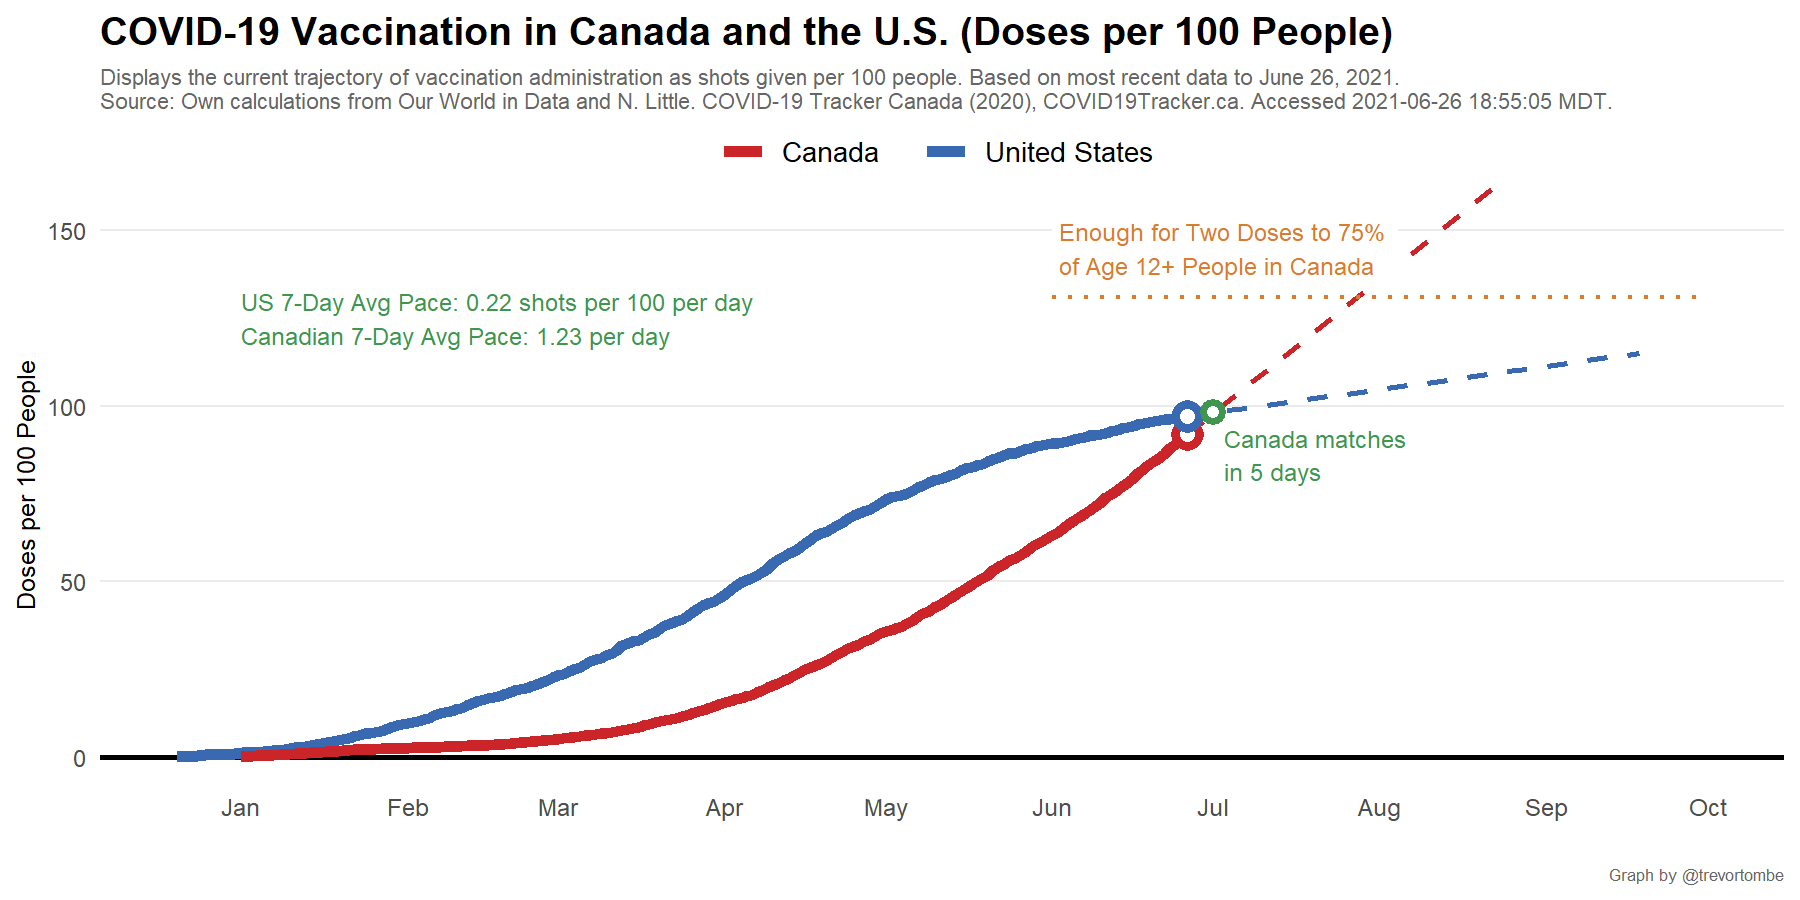 COVID-19 Vaccination in Canada and the U.S. (Doses per 100 People)
Displays the current trajectory of vaccination administration as shots given per 100 people. Based on most recent data to June 26, 2021.
Source: Own calculations from Our World in Data and N. Little. COVID-19 Tracker Canada (2020), COVID19Tracker.ca. Accessed 2021-06-26 18:55:05 MDT.
Canada United States
150
100
50
0
Doses per 100 People
US 7-Day Avg Pace: 0.22 shots per 100 per day
Canadian 7-Day Avg Pace: 1.23 per day
Enough for Two Doses to 75%
of Age 12+ People in Canada
Canada matches
in 5 days
Jan Feb Mar Apr May Jun Jul Aug Sep Oct
Graph by @trevortombe